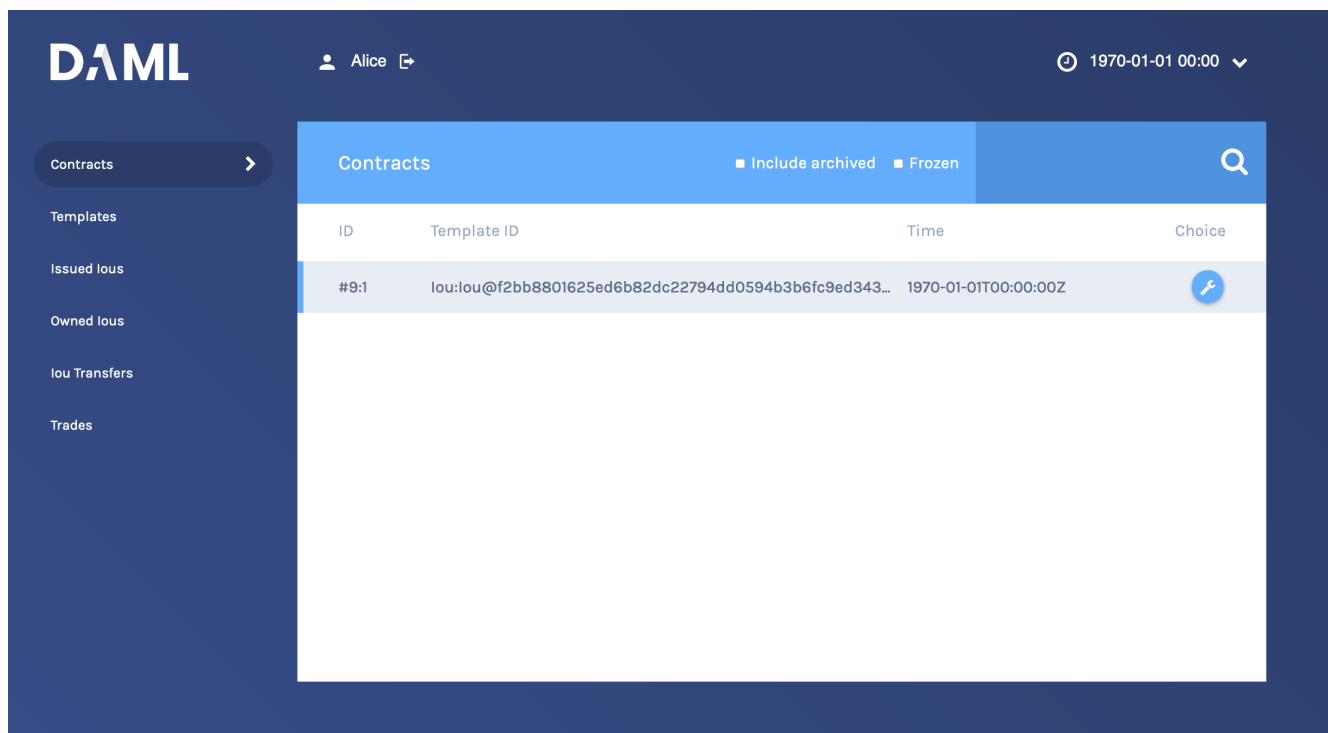 DAML
Alice
1970-01-01 00:00
Contracts
Templates
Issued Ious
Owned Ious
Iou Transfers
Trades
Contracts Include archived Frozen
ID Template ID Time Choice
#9:1 Iou:Iou@f2bb8801625ed6b82dc22794dd0594b3b6fc9ed343... 1970-01-01T00:00:00Z